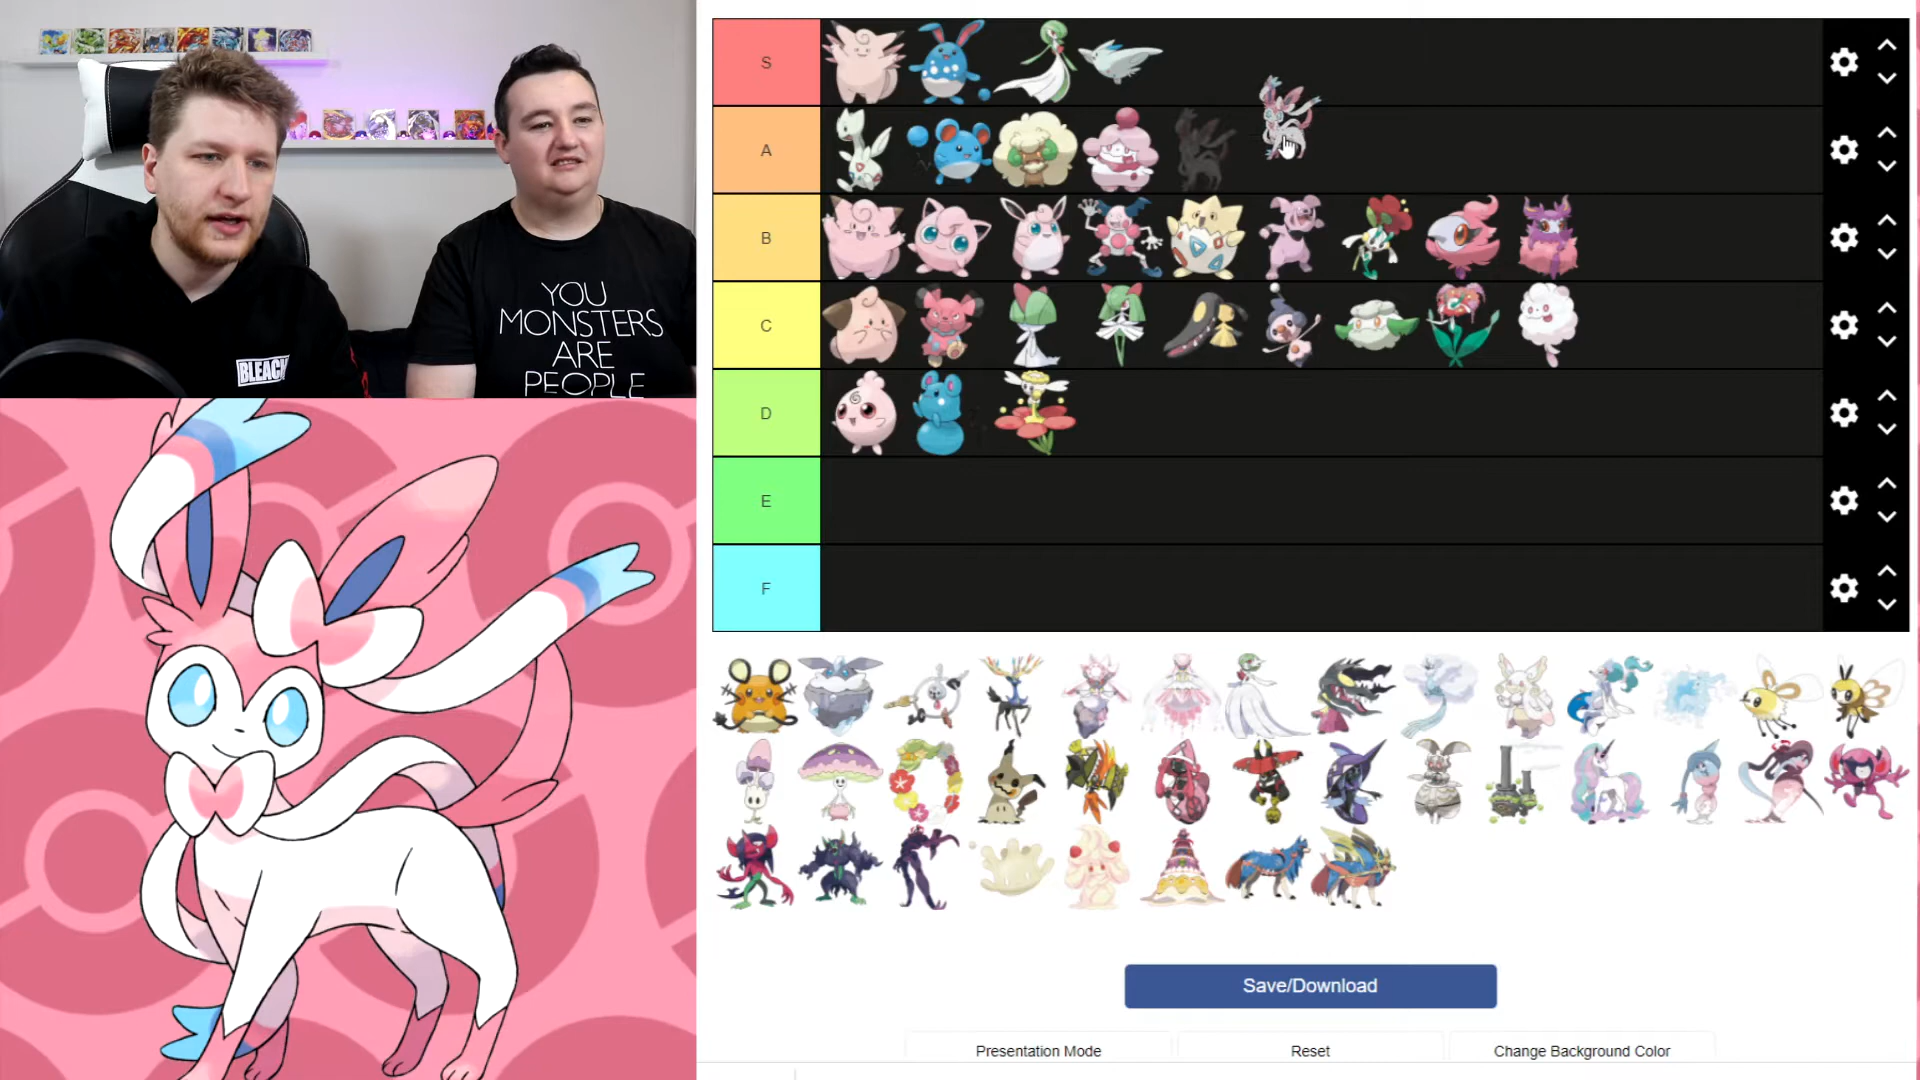 BLEACH
YOU
MONSTERS
ARE
PEOPLE
S
A
B
C
D
E
F
Save/Download
Presentation Mode
Reset
Change Background Color